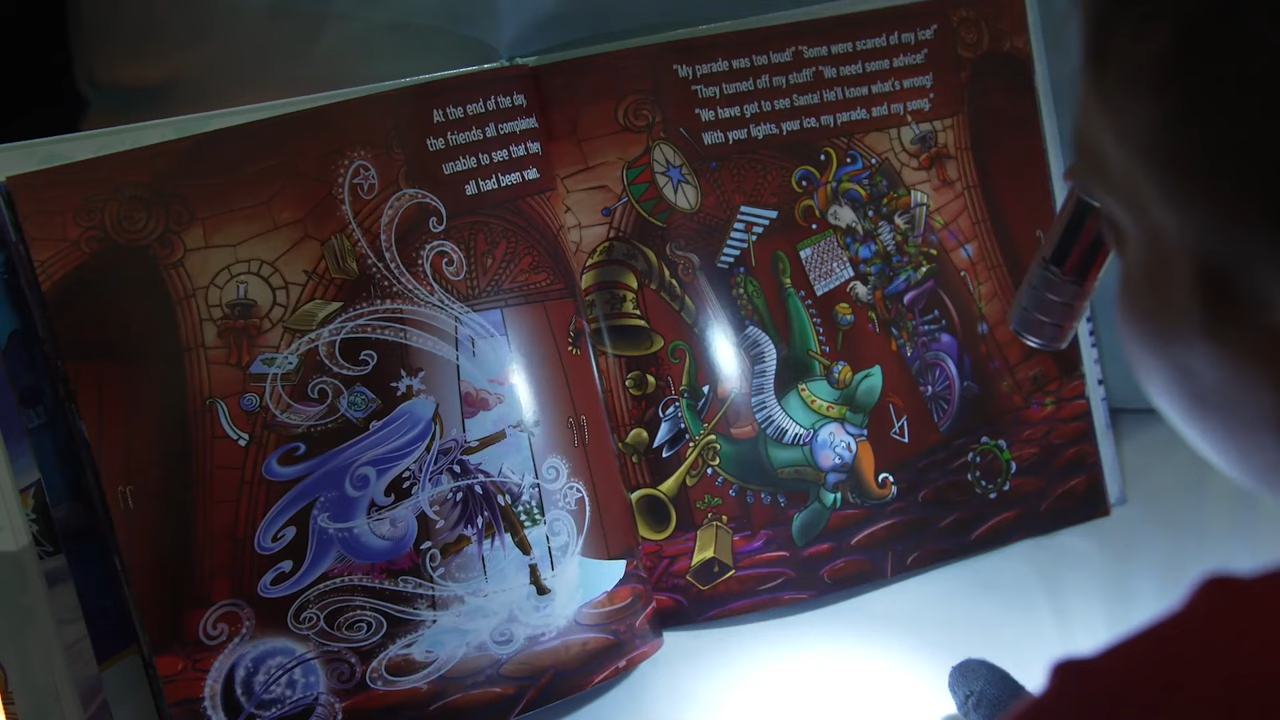 At the end of the day,
the friends all complained,
unable to see that they
all had been vain.
"My parade was too loud!" "Some were scared of my ice!"
"They turned off my stuff!" "We need some advice!"
"We have got to see Santa! He'll know what's wrong!
With your lights, your ice, my parade, and my song."